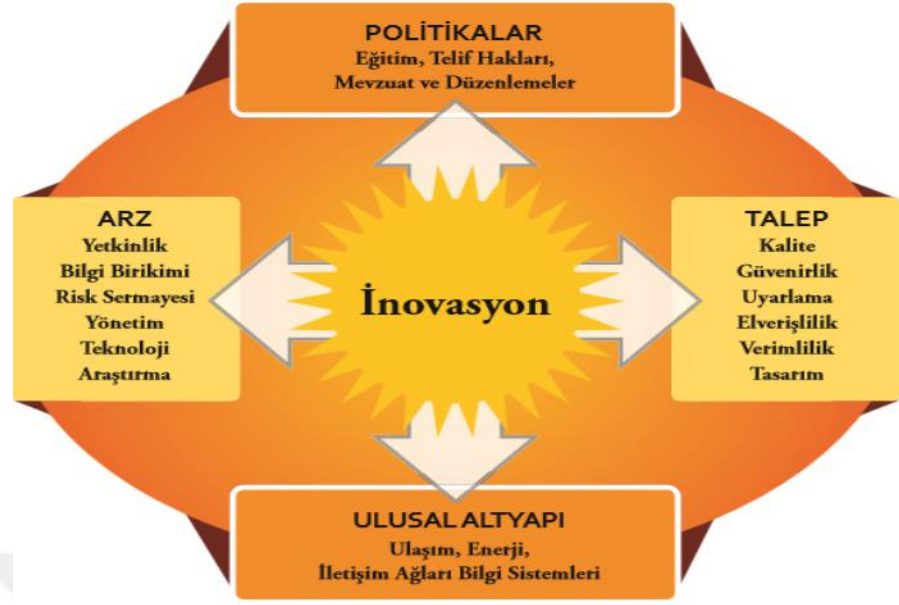 POLİTİKALAR
Eğitim, Telif Hakları,
Mevzuat ve Düzenlemeler
ARZ
Yetkinlik
Bilgi Birikimi
Risk Sermayesi
Yönetim
Teknoloji
Araştırma
İnovasyon
TALEP
Kalite
Güvenirlik
Uyarlama
Elverişlilik
Verimlilik
Tasarım
ULUSAL ALTYAPI
Ulaşım, Enerji,
İletişim Ağları Bilgi Sistemleri